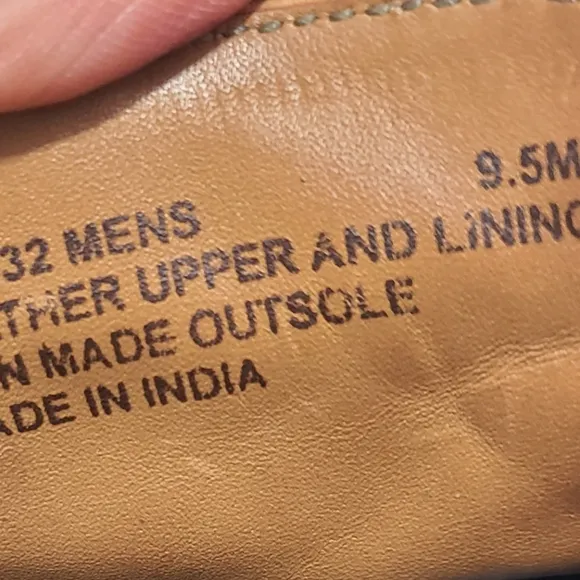 32 MENS 9.5M
THER UPPER AND LINING
N MADE OUTSOLE
ADE IN INDIA